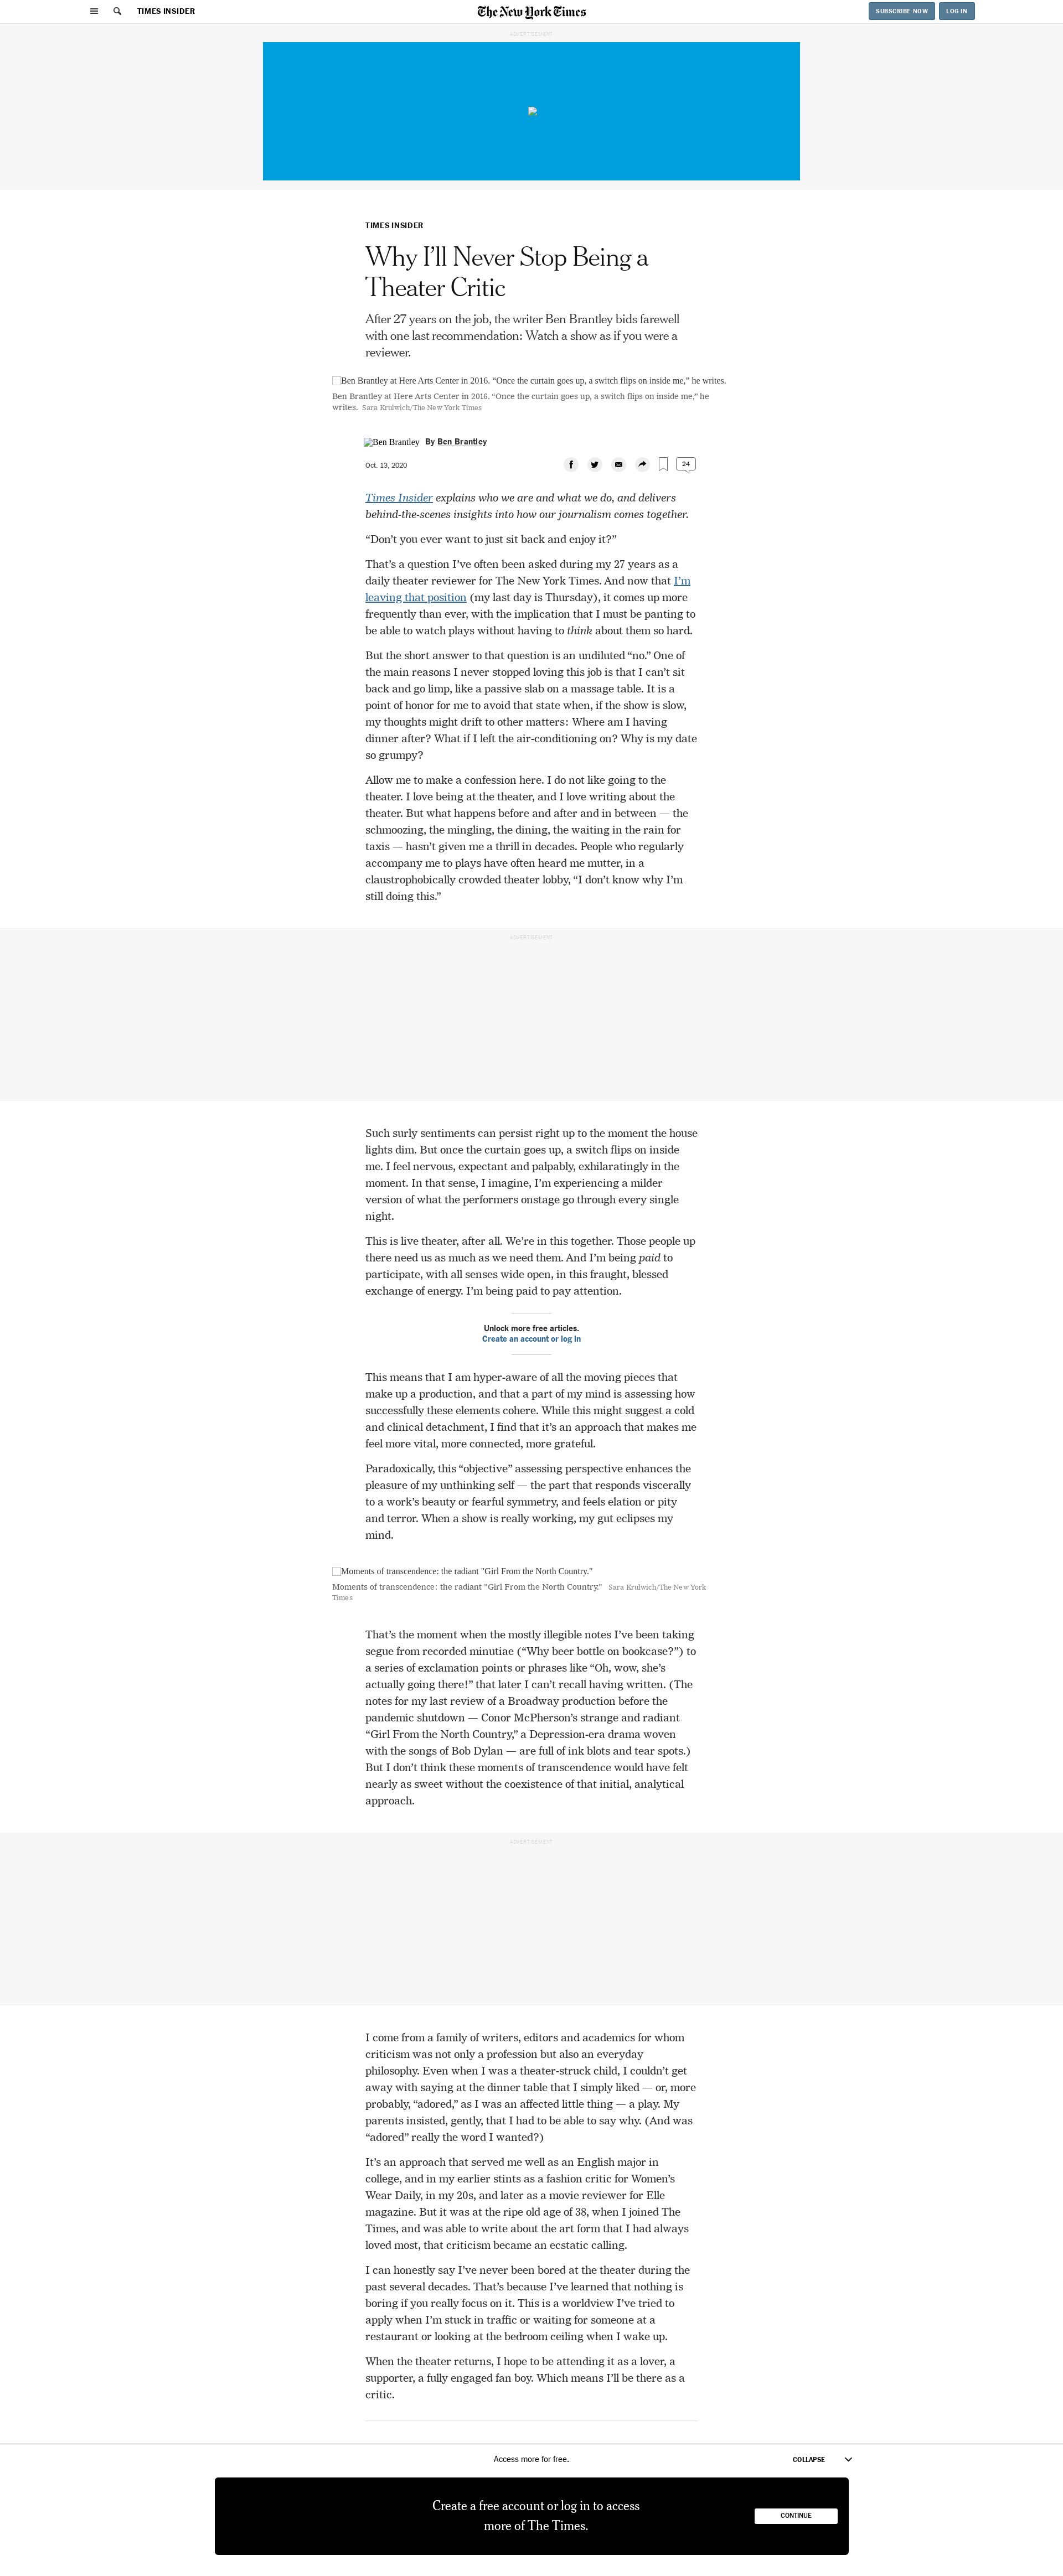 TIMES INSIDER
The New York Times
SUBSCRIBE NOW
LOG IN
ADVERTISEMENT
TIMES INSIDER
Why I’ll Never Stop Being a
Theater Critic
After 27 years on the job, the writer Ben Brantley bids farewell
with one last recommendation: Watch a show as if you were a
reviewer.
Ben Brantley at Here Arts Center in 2016. “Once the curtain goes up, a switch flips on inside me,” he writes.
Ben Brantley at Here Arts Center in 2016. “Once the curtain goes up, a switch flips on inside me,” he
writes. Sara Krulwich/The New York Times
Ben Brantley By Ben Brantley
Oct. 13, 2020
24
Times Insider explains who we are and what we do, and delivers
behind-the-scenes insights into how our journalism comes together.
“Don’t you ever want to just sit back and enjoy it?”
That’s a question I’ve often been asked during my 27 years as a
daily theater reviewer for The New York Times. And now that I’m
leaving that position (my last day is Thursday), it comes up more
frequently than ever, with the implication that I must be panting to
be able to watch plays without having to think about them so hard.
But the short answer to that question is an undiluted “no.” One of
the main reasons I never stopped loving this job is that I can’t sit
back and go limp, like a passive slab on a massage table. It is a
point of honor for me to avoid that state when, if the show is slow,
my thoughts might drift to other matters: Where am I having
dinner after? What if I left the air-conditioning on? Why is my date
so grumpy?
Allow me to make a confession here. I do not like going to the
theater. I love being at the theater, and I love writing about the
theater. But what happens before and after and in between — the
schmoozing, the mingling, the dining, the waiting in the rain for
taxis — hasn’t given me a thrill in decades. People who regularly
accompany me to plays have often heard me mutter, in a
claustrophobically crowded theater lobby, “I don’t know why I’m
still doing this.”
ADVERTISEMENT
Such surly sentiments can persist right up to the moment the house
lights dim. But once the curtain goes up, a switch flips on inside
me. I feel nervous, expectant and palpably, exhilaratingly in the
moment. In that sense, I imagine, I’m experiencing a milder
version of what the performers onstage go through every single
night.
This is live theater, after all. We’re in this together. Those people up
there need us as much as we need them. And I’m being paid to
participate, with all senses wide open, in this fraught, blessed
exchange of energy. I’m being paid to pay attention.
Unlock more free articles.
Create an account or log in
This means that I am hyper-aware of all the moving pieces that
make up a production, and that a part of my mind is assessing how
successfully these elements cohere. While this might suggest a cold
and clinical detachment, I find that it’s an approach that makes me
feel more vital, more connected, more grateful.
Paradoxically, this “objective” assessing perspective enhances the
pleasure of my unthinking self — the part that responds viscerally
to a work’s beauty or fearful symmetry, and feels elation or pity
and terror. When a show is really working, my gut eclipses my
mind.
Moments of transcendence: the radiant "Girl From the North Country."
Moments of transcendence: the radiant "Girl From the North Country." Sara Krulwich/The New York
Times
That’s the moment when the mostly illegible notes I’ve been taking
segue from recorded minutiae (“Why beer bottle on bookcase?”) to
a series of exclamation points or phrases like “Oh, wow, she’s
actually going there!” that later I can’t recall having written. (The
notes for my last review of a Broadway production before the
pandemic shutdown — Conor McPherson’s strange and radiant
“Girl From the North Country,” a Depression-era drama woven
with the songs of Bob Dylan — are full of ink blots and tear spots.)
But I don’t think these moments of transcendence would have felt
nearly as sweet without the coexistence of that initial, analytical
approach.
ADVERTISEMENT
I come from a family of writers, editors and academics for whom
criticism was not only a profession but also an everyday
philosophy. Even when I was a theater-struck child, I couldn’t get
away with saying at the dinner table that I simply liked — or, more
probably, “adored,” as I was an affected little thing — a play. My
parents insisted, gently, that I had to be able to say why. (And was
“adored” really the word I wanted?)
It’s an approach that served me well as an English major in
college, and in my earlier stints as a fashion critic for Women’s
Wear Daily, in my 20s, and later as a movie reviewer for Elle
magazine. But it was at the ripe old age of 38, when I joined The
Times, and was able to write about the art form that I had always
loved most, that criticism became an ecstatic calling.
I can honestly say I’ve never been bored at the theater during the
past several decades. That’s because I’ve learned that nothing is
boring if you really focus on it. This is a worldview I’ve tried to
apply when I’m stuck in traffic or waiting for someone at a
restaurant or looking at the bedroom ceiling when I wake up.
When the theater returns, I hope to be attending it as a lover, a
supporter, a fully engaged fan boy. Which means I’ll be there as a
critic.
Access more for free.
COLLAPSE
Create a free account or log in to access
more of The Times.
CONTINUE